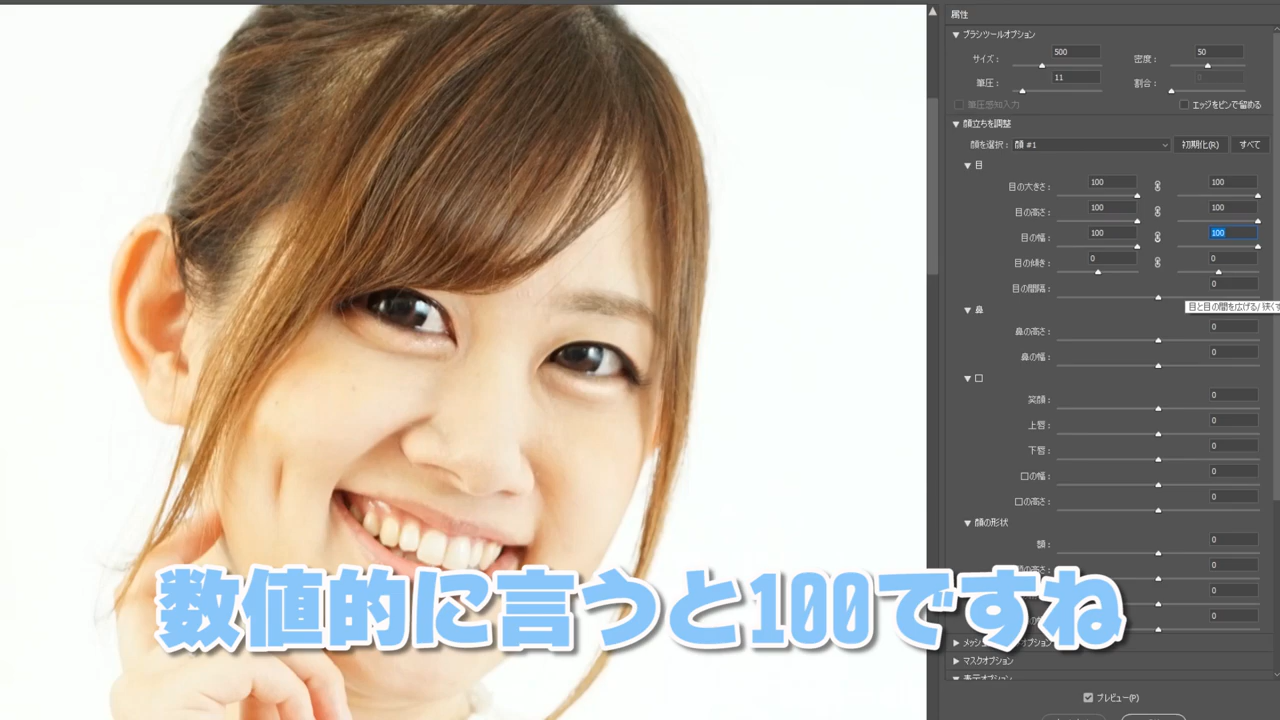 属性
ブラシツールオプション
サイズ： 500 密度： 50
筆圧： 11 割合： 0
筆圧感知入力 エッジをピンで留める
顔立ちを調整
顔を選択： 顔 #1 初期化(R) すべて
目
目の大きさ： 100 100
目の高さ： 100 100
目の幅： 100 100
目の傾き： 0 0
目の間隔： 0
目と目の間を広げる/狭く
鼻
鼻の高さ： 0
鼻の幅： 0
口
笑顔： 0
上唇： 0
下唇： 0
口の幅： 0
口の高さ： 0
顔の形状
額： 0
0
0
0
数値的に言うと100ですね
マスクオプション
表示オプション
プレビュー(P)